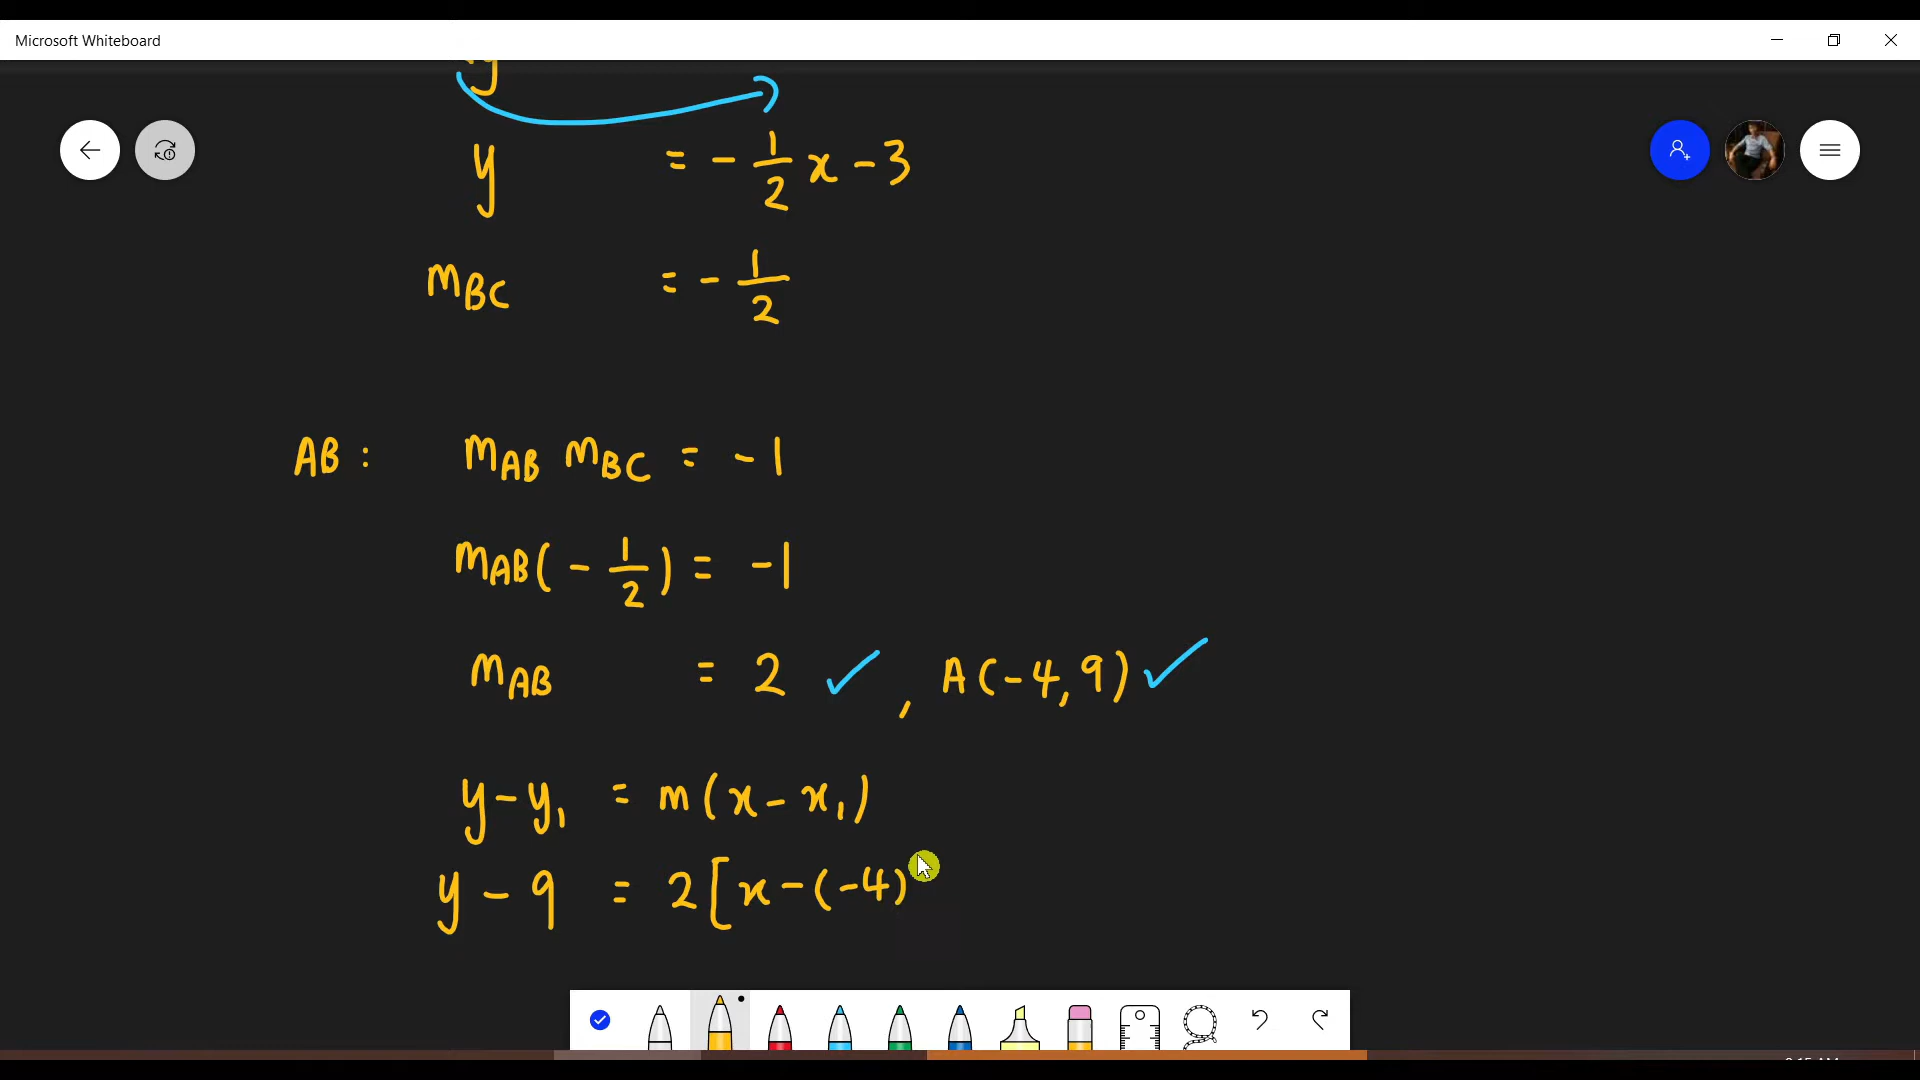 Microsoft Whiteboard
y
y = - 1/2 x - 3
mBC = - 1/2
AB : mAB mBC = - 1
mAB ( - 1/2 ) = - 1
mAB = 2 ✓ , A ( - 4 , 9 ) ✓
y - y₁ = m ( x - x₁ )
y - 9 = 2 [ x - ( - 4 )